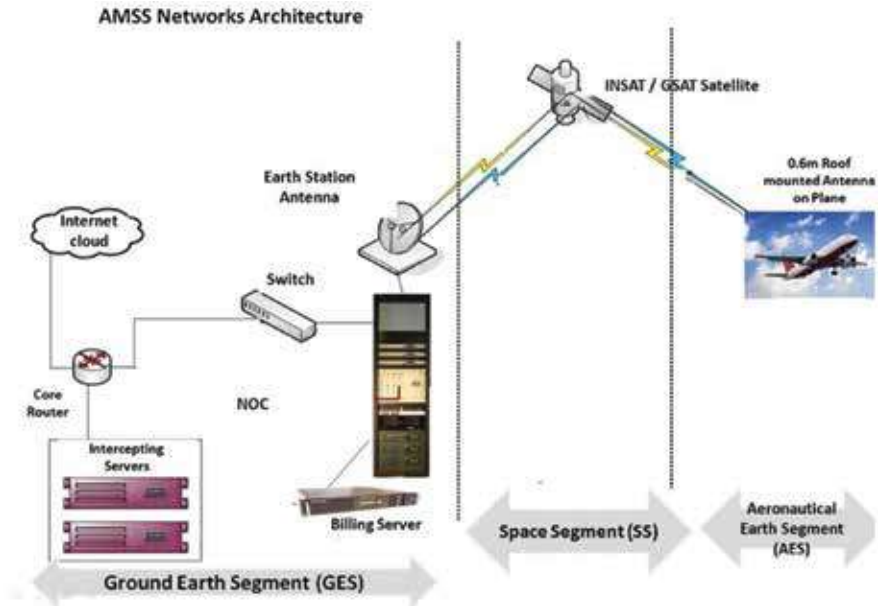 AMSS Networks Architecture
INSAT / GSAT Satellite
0.6m Roof
mounted Antenna
on Plane
Earth Station
Antenna
Internet
cloud
Switch
Core
Router
NOC
Intercepting
Servers
Billing Server
Space Segment (SS)
Aeronautical
Earth Segment
(AES)
Ground Earth Segment (GES)